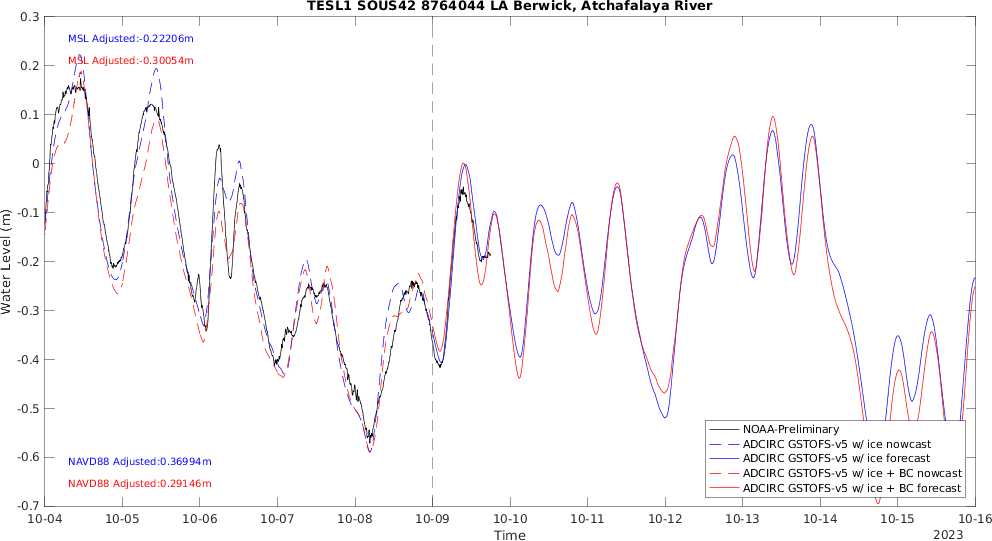 TESL1 SOUS42 8764044 LA Berwick, Atchafalaya River
0.3
0.2
0.1
0
-0.1
-0.2
-0.3
-0.4
-0.5
-0.6
-0.7
Water Level (m)
MSL Adjusted:-0.22206m
MSL Adjusted:-0.30054m
NAVD88 Adjusted:0.36994m
NAVD88 Adjusted:0.29146m
NOAA-Preliminary
ADCIRC GSTOFS-v5 w/ ice nowcast
ADCIRC GSTOFS-v5 w/ ice forecast
ADCIRC GSTOFS-v5 w/ ice + BC nowcast
ADCIRC GSTOFS-v5 w/ ice + BC forecast
10-04 10-05 10-06 10-07 10-08 10-09 10-10 10-11 10-12 10-13 10-14 10-15 10-16
Time
2023